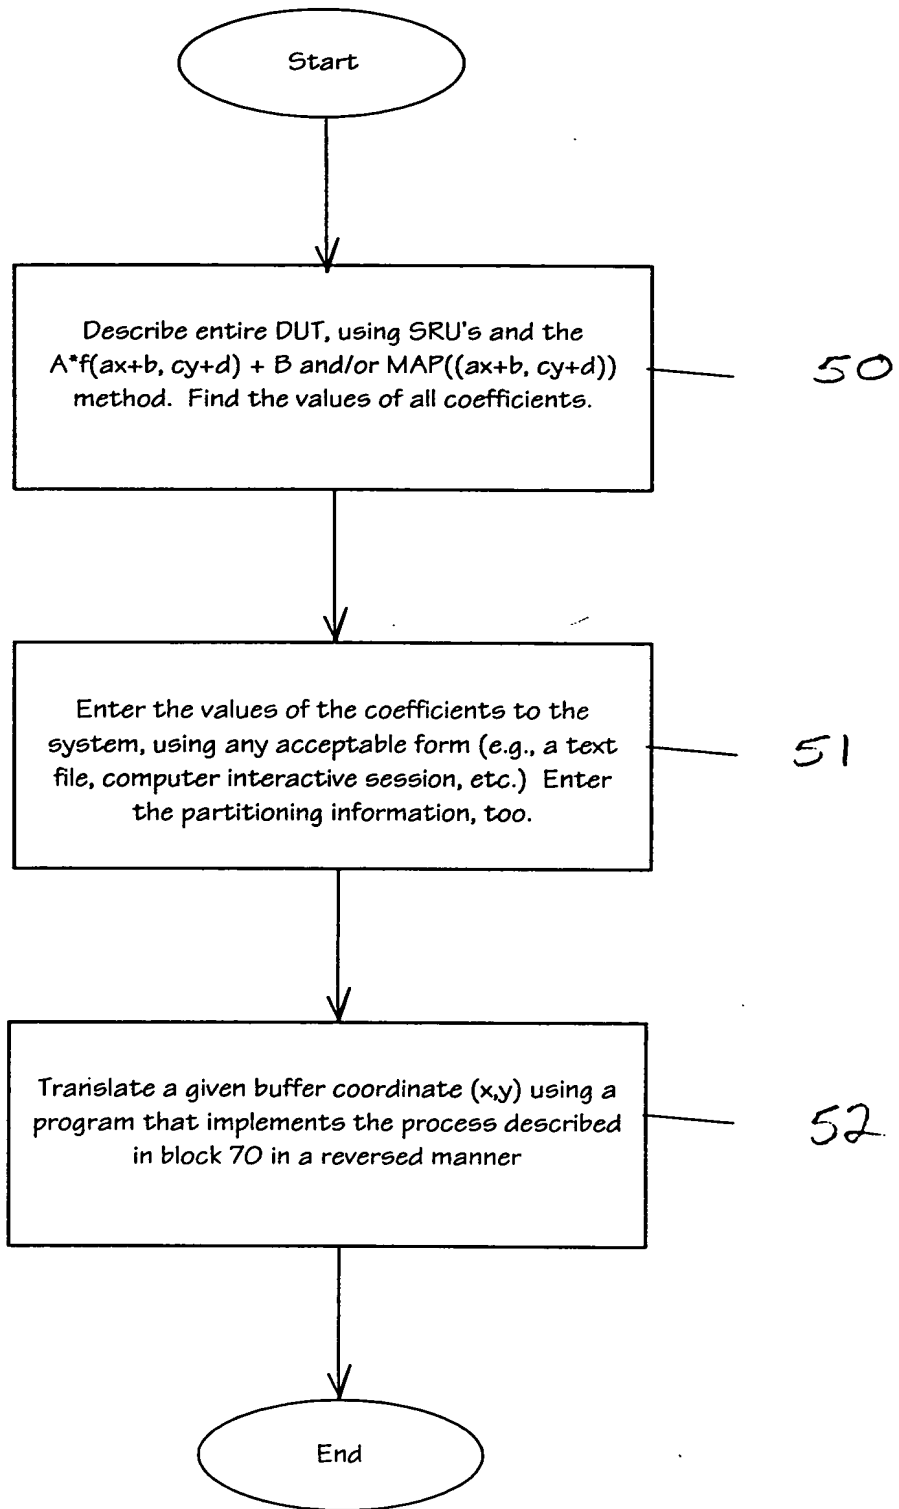 Start
Describe entire DUT, using SRU's and the
A*f(ax+b, cy+d) + B and/or MAP((ax+b, cy+d))
method. Find the values of all coefficients.
50
Enter the values of the coefficients to the
system, using any acceptable form (e.g., a text
file, computer interactive session, etc.) Enter
the partitioning information, too.
51
Translate a given buffer coordinate (x,y) using a
program that implements the process described
in block 70 in a reversed manner
52
End